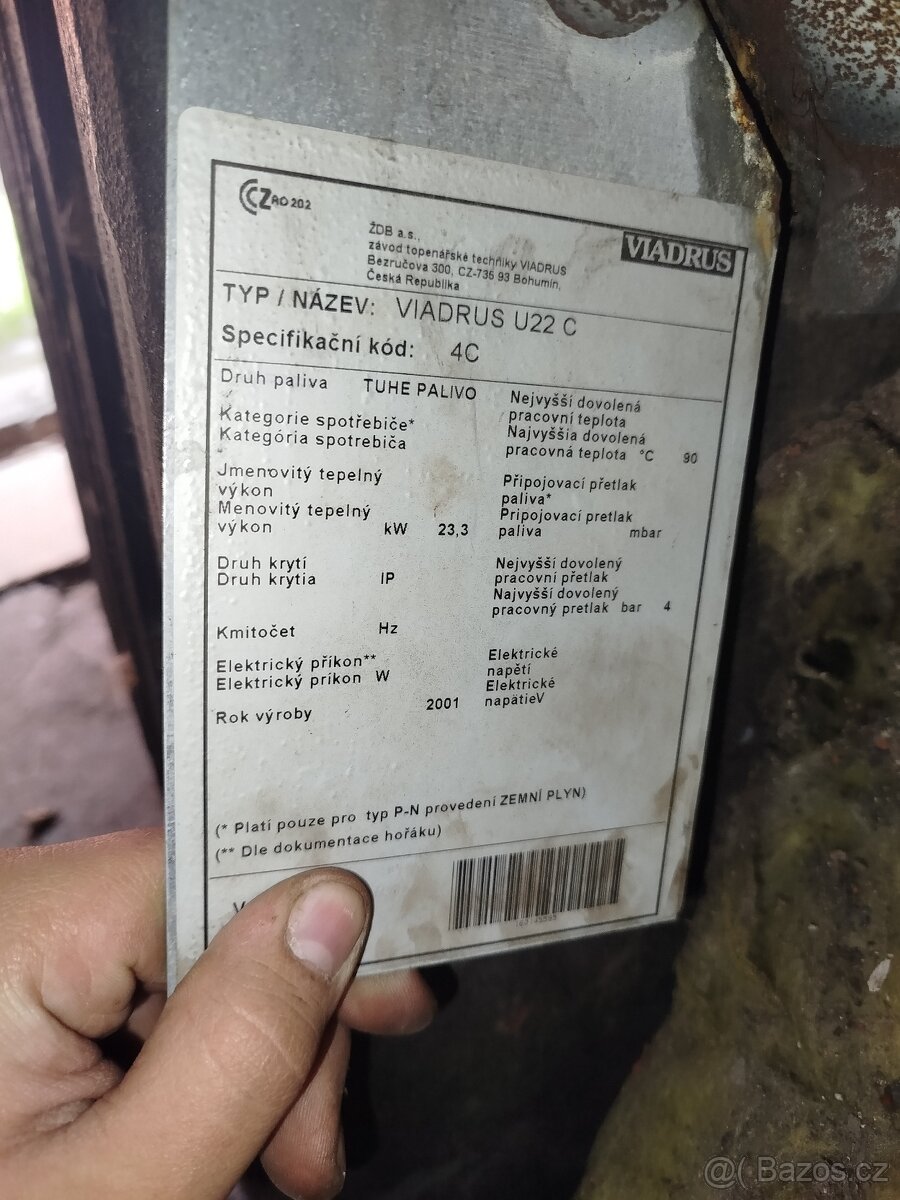 CZ AO 202
ŽDB a.s.,
závod topenářské techniky VIADRUS
Bezručova 300, CZ-735 93 Bohumín,
Česká Republika
VIADRUS
TYP / NÁZEV: VIADRUS U22 C
Specifikační kód: 4C
Druh paliva TUHE PALIVO
Kategorie spotřebiče*
Kategória spotrebiča
Jmenovitý tepelný
výkon
Menovitý tepelný
výkon kW 23,3
Druh krytí
Druh krytia IP
Kmitočet Hz
Elektrický příkon**
Elektrický príkon W
Rok výroby 2001
Nejvyšší dovolená
pracovní teplota
Najvyššia dovolená
pracovná teplota °C 90
Připojovací přetlak
paliva*
Pripojovací pretlak
paliva mbar
Nejvyšší dovolený
pracovní přetlak
Najvyšší dovolený
pracovný pretlak bar 4
Elektrické
napětí
Elektrické
napätieV
(* Platí pouze pro typ P-N provedení ZEMNÍ PLYN)
(** Dle dokumentace hořáku)
@( Bazos.cz